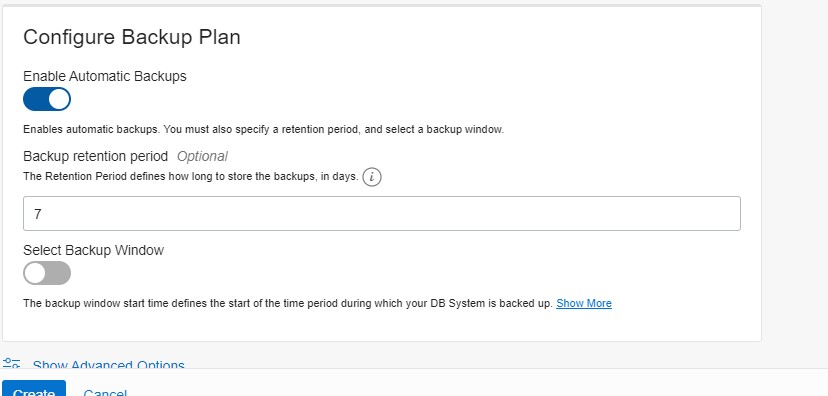 Configure Backup Plan
Enable Automatic Backups
Enables automatic backups. You must also specify a retention period, and select a backup window.
Backup retention period Optional
The Retention Period defines how long to store the backups, in days. i
7
Select Backup Window
The backup window start time defines the start of the time period during which your DB System is backed up. Show More
Show Advanced Options
Create Cancel